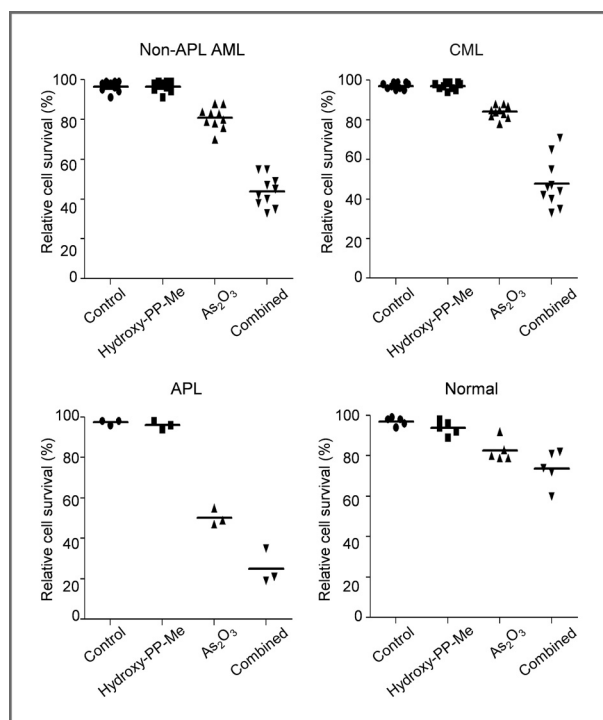 Non-APL AML
Relative cell survival (%)
100
80
60
40
20
0
Control
Hydroxy-PP-Me
As₂O₃
Combined
CML
Relative cell survival (%)
100
80
60
40
20
0
Control
Hydroxy-PP-Me
As₂O₃
Combined
APL
Relative cell survival (%)
100
80
60
40
20
0
Control
Hydroxy-PP-Me
As₂O₃
Combined
Normal
Relative cell survival (%)
100
80
60
40
20
0
Control
Hydroxy-PP-Me
As₂O₃
Combined